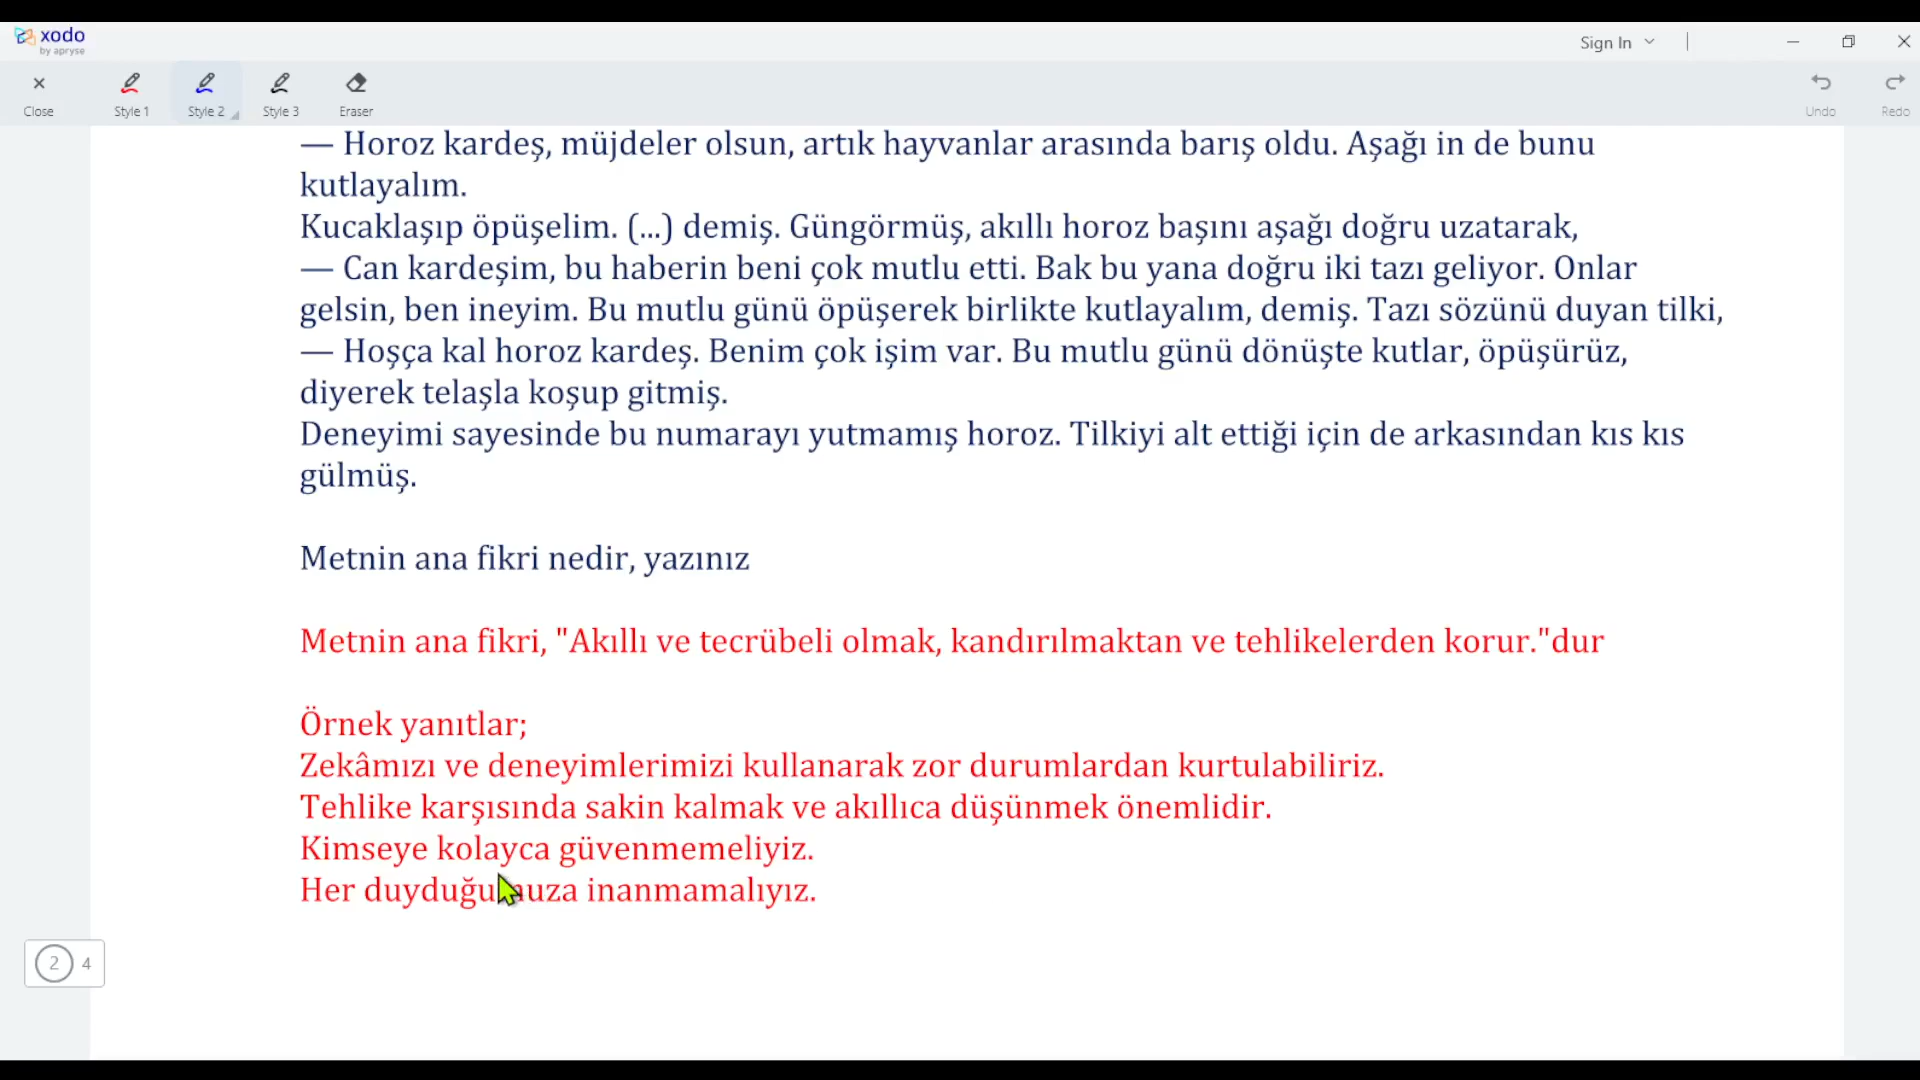 xodo
by apryse
Sign In
Close
Style 1
Style 2
Style 3
Eraser
Undo
Redo
— Horoz kardeş, müjdeler olsun, artık hayvanlar arasında barış oldu. Aşağı in de bunu
kutlayalım.
Kucaklaşıp öpüşelim. (...) demiş. Güngörmüş, akıllı horoz başını aşağı doğru uzatarak,
— Can kardeşim, bu haberin beni çok mutlu etti. Bak bu yana doğru iki tazı geliyor. Onlar
gelsin, ben ineyim. Bu mutlu günü öpüşerek birlikte kutlayalım, demiş. Tazı sözünü duyan tilki,
— Hoşça kal horoz kardeş. Benim çok işim var. Bu mutlu günü dönüşte kutlar, öpüşürüz,
diyerek telaşla koşup gitmiş.
Deneyimi sayesinde bu numarayı yutmamış horoz. Tilkiyi alt ettiği için de arkasından kıs kıs
gülmüş.
Metnin ana fikri nedir, yazınız
Metnin ana fikri, "Akıllı ve tecrübeli olmak, kandırılmaktan ve tehlikelerden korur."dur
Örnek yanıtlar;
Zekâmızı ve deneyimlerimizi kullanarak zor durumlardan kurtulabiliriz.
Tehlike karşısında sakin kalmak ve akıllıca düşünmek önemlidir.
Kimseye kolayca güvenmemeliyiz.
Her duyduğumuza inanmamalıyız.
2 4